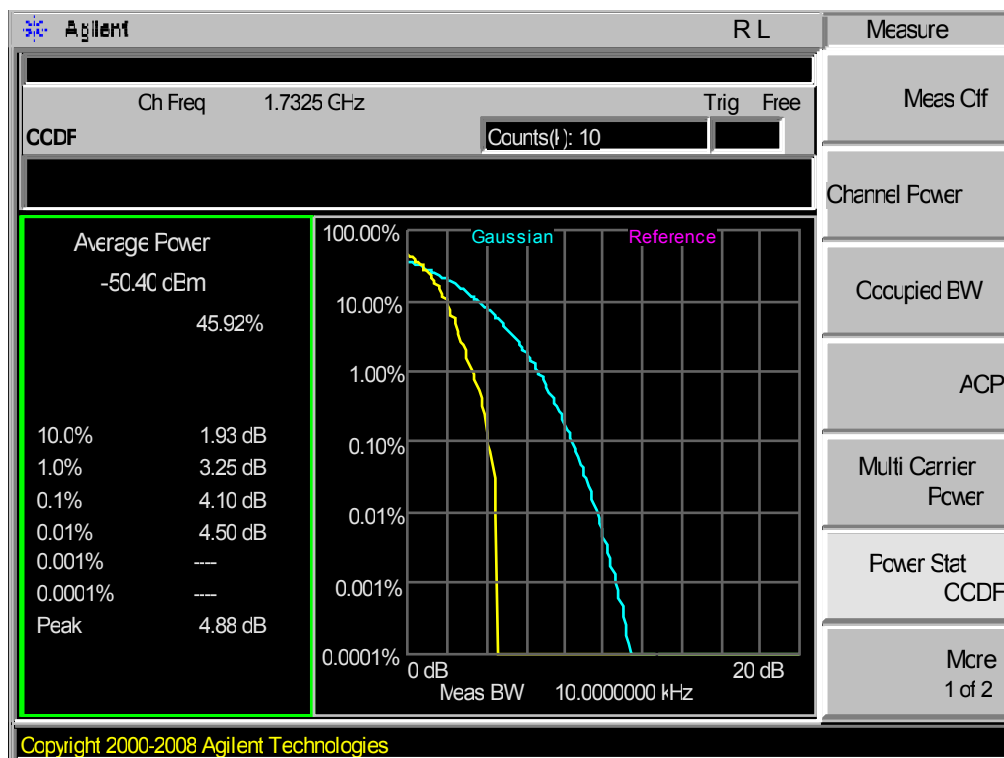 Agilent R L
Measure
Ch Freq 1.7325 GHz Trig Free
CCDF Counts(k): 10
Meas Off
Channel Power
Occupied BW
ACP
Multi Carrier
Power
Power Stat
CCDF
More
1 of 2
Average Power
-50.40 dBm
45.92%
10.0% 1.93 dB
1.0% 3.25 dB
0.1% 4.10 dB
0.01% 4.50 dB
0.001% ----
0.0001% ----
Peak 4.88 dB
Gaussian Reference
100.00%
10.00%
1.00%
0.10%
0.01%
0.001%
0.0001%
0 dB 20 dB
Meas BW 10.0000000 kHz
Copyright 2000-2008 Agilent Technologies